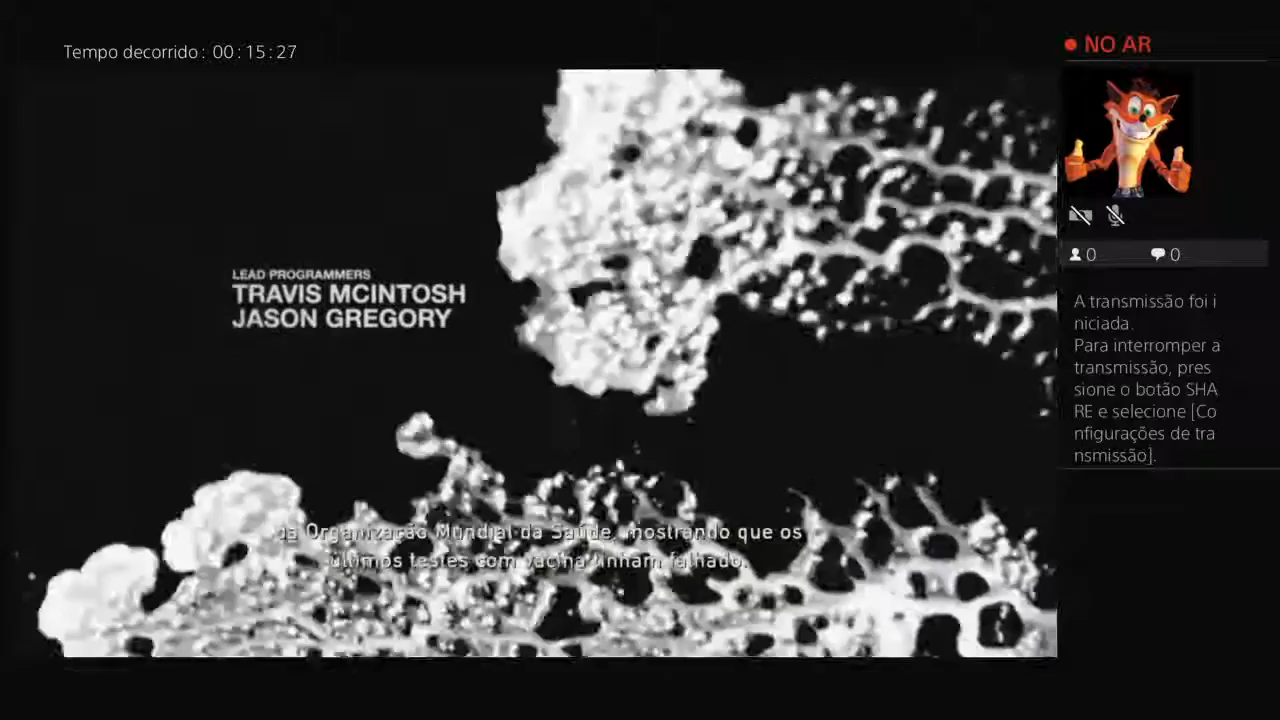 Tempo decorrido: 00:15:27
NO AR
LEAD PROGRAMMERS
TRAVIS MCINTOSH
JASON GREGORY
0 0
A transmissão foi i
niciada.
Para interromper a
transmissão, pres
sione o botão SHA
RE e selecione [Co
nfigurações de tra
nsmissão].
da Organização Mundial da Saúde, mostrando que os
últimos testes com vacina tinham falhado.